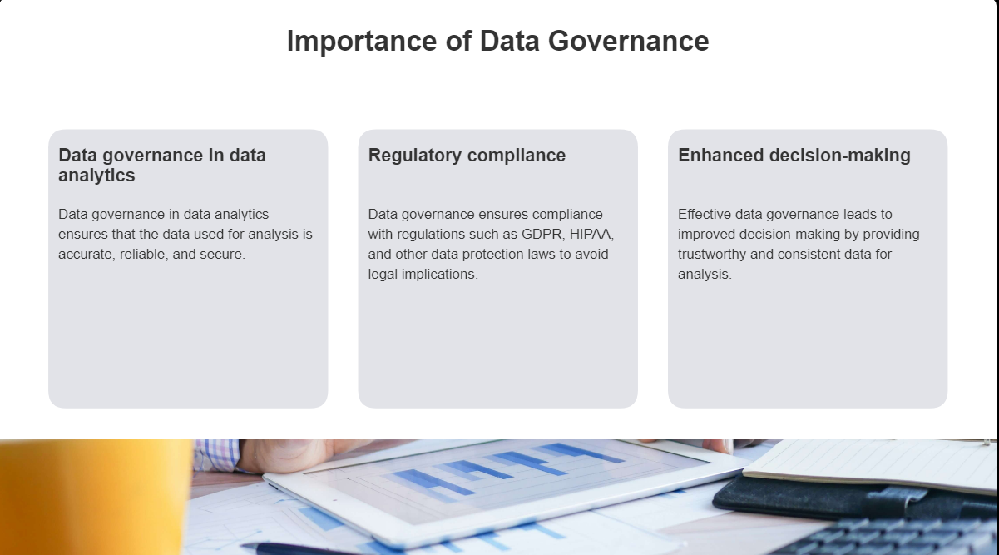 Importance of Data Governance
Data governance in data
analytics
Data governance in data analytics
ensures that the data used for analysis is
accurate, reliable, and secure.
Regulatory compliance
Data governance ensures compliance
with regulations such as GDPR, HIPAA,
and other data protection laws to avoid
legal implications.
Enhanced decision-making
Effective data governance leads to
improved decision-making by providing
trustworthy and consistent data for
analysis.